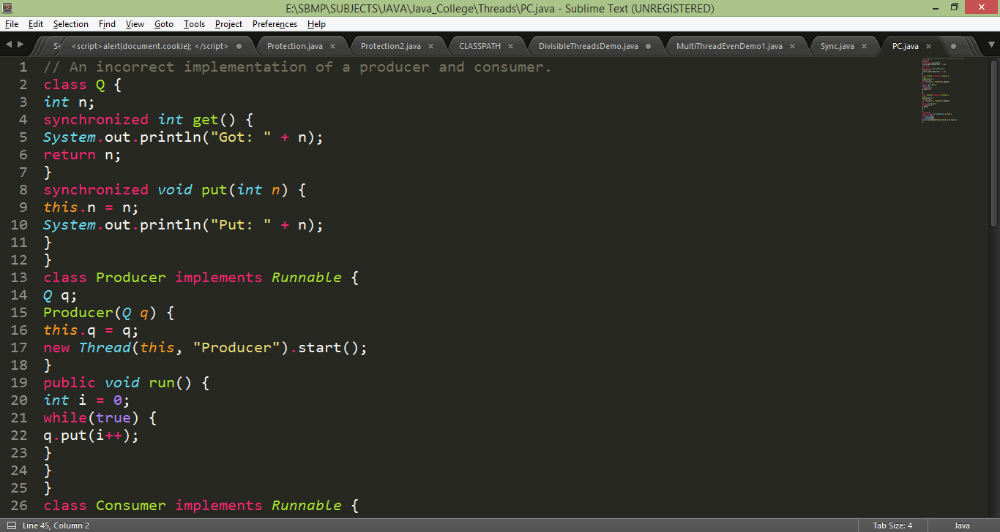 E:\SBMP\SUBJECTS\JAVA\Java_College\Threads\PC.java - Sublime Text (UNREGISTERED)
File Edit Selection Find View Goto Tools Project Preferences Help
<script>alert(document.cookie); </script> Protection.java Protection2.java CLASSPATH DivisibleThreadsDemo.java MultiThreadEvenDemo1.java Sync.java PC.java
1 // An incorrect implementation of a producer and consumer.
2 class Q {
3 int n;
4 synchronized int get() {
5 System.out.println("Got: " + n);
6 return n;
7 }
8 synchronized void put(int n) {
9 this.n = n;
10 System.out.println("Put: " + n);
11 }
12 }
13 class Producer implements Runnable {
14 Q q;
15 Producer(Q q) {
16 this.q = q;
17 new Thread(this, "Producer").start();
18 }
19 public void run() {
20 int i = 0;
21 while(true) {
22 q.put(i++);
23 }
24 }
25 }
26 class Consumer implements Runnable {
Line 45, Column 2 Tab Size: 4 Java